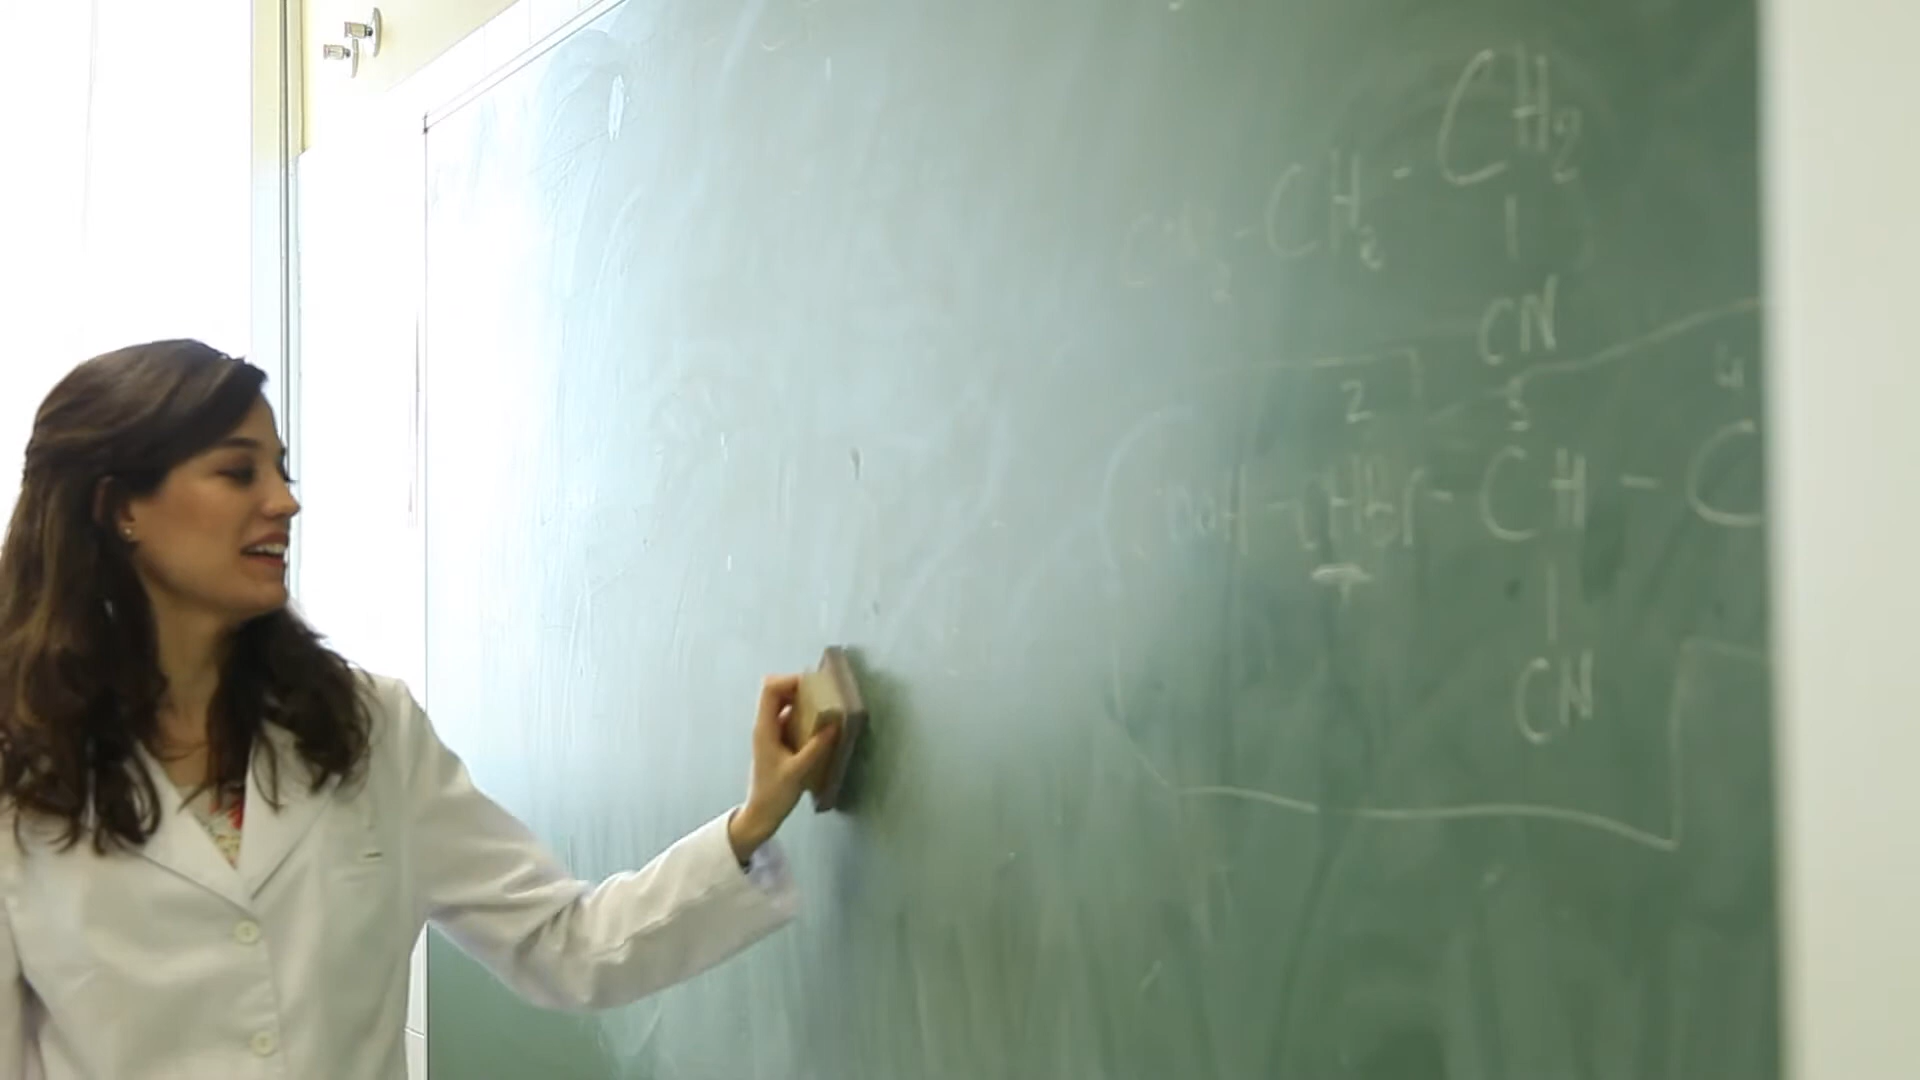 CH₂
CH₂ - CH₂ -
CN
2 3 4
COOH - CHBr - CH - C
CN